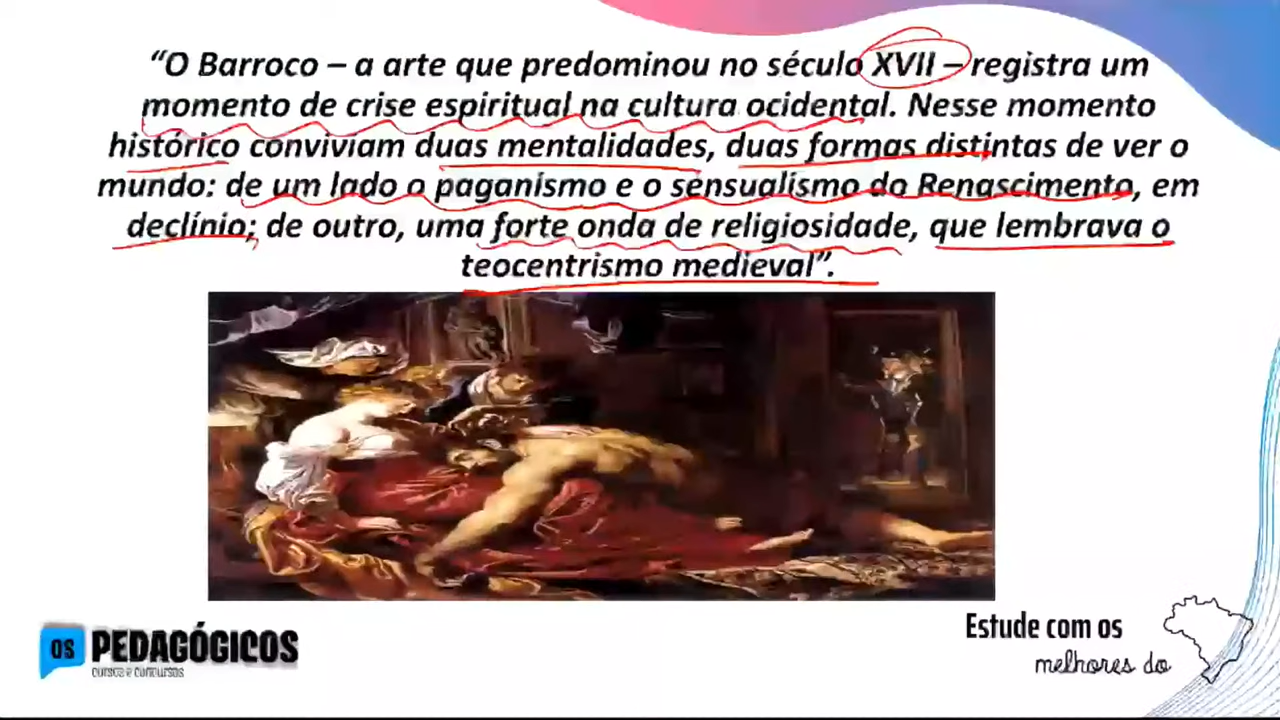 “O Barroco – a arte que predominou no século XVII – registra um
momento de crise espiritual na cultura ocidental. Nesse momento
histórico conviviam duas mentalidades, duas formas distintas de ver o
mundo: de um lado o paganismo e o sensualismo do Renascimento, em
declínio; de outro, uma forte onda de religiosidade, que lembrava o
teocentrismo medieval”.
OS PEDAGÓGICOS
cursos e concursos
Estude com os
melhores do